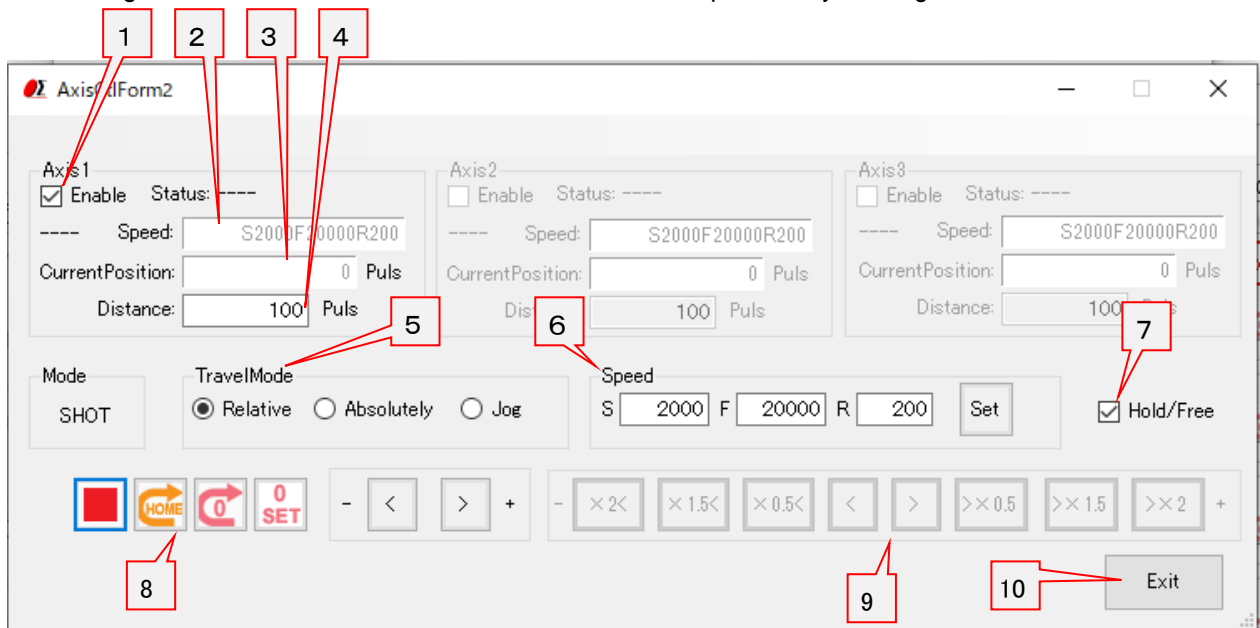 1 2 3 4
AxisCtlForm2
Axis1 Axis2 Axis3
Enable Status: ---- Enable Status: ---- Enable Status: ----
---- Speed: S2000F20000R200 ---- Speed: S2000F20000R200 ---- Speed: S2000F20000R200
CurrentPosition: 0 Puls CurrentPosition: 0 Puls CurrentPosition: 0 Puls
Distance: 100 Puls 100 Puls Distance: 100
5 6 7
Mode TravelMode Speed
SHOT Relative Absolutely Jog S 2000 F 20000 R 200 Set Hold/Free
HOME 0 0 SET - < > + - ×2< ×1.5< ×0.5< < > >×0.5 >×1.5 >×2 +
8 9 10 Exit